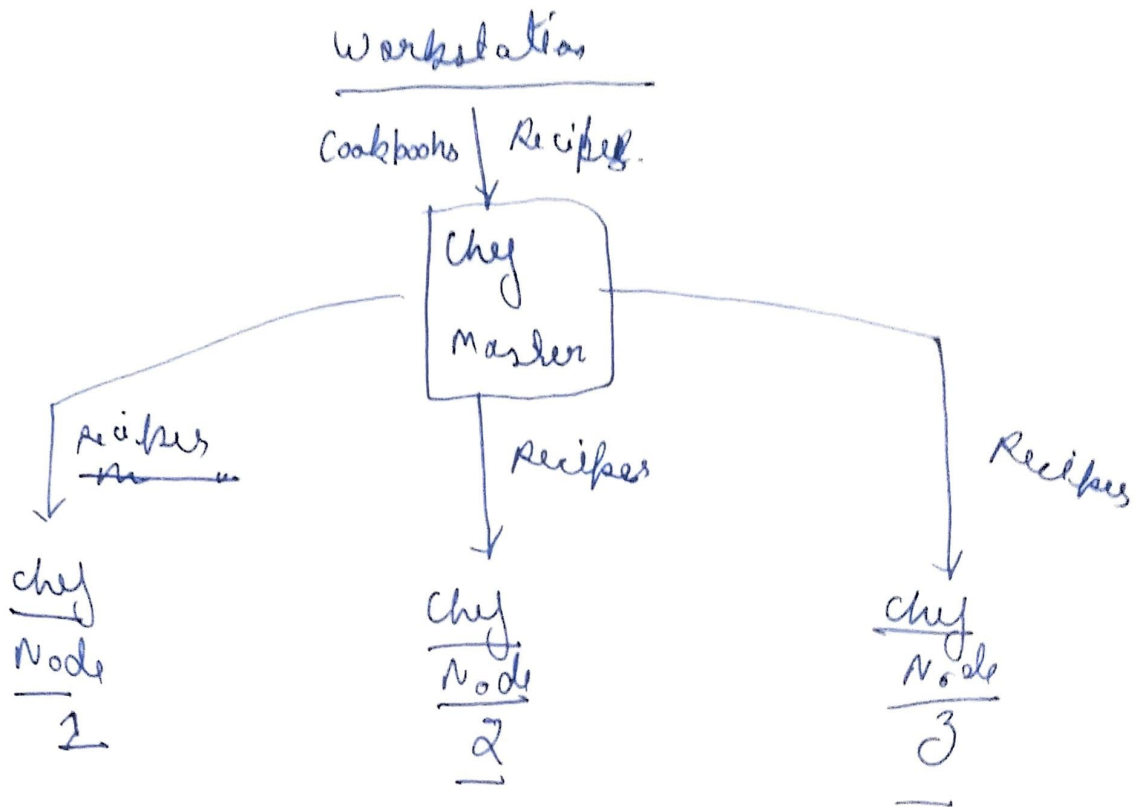 Workstation
Cookbooks Recipes.
Chef
Master
Recipes
Recipes
Recipes
Chef
Node
1
Chef
Node
2
Chef
Node
3